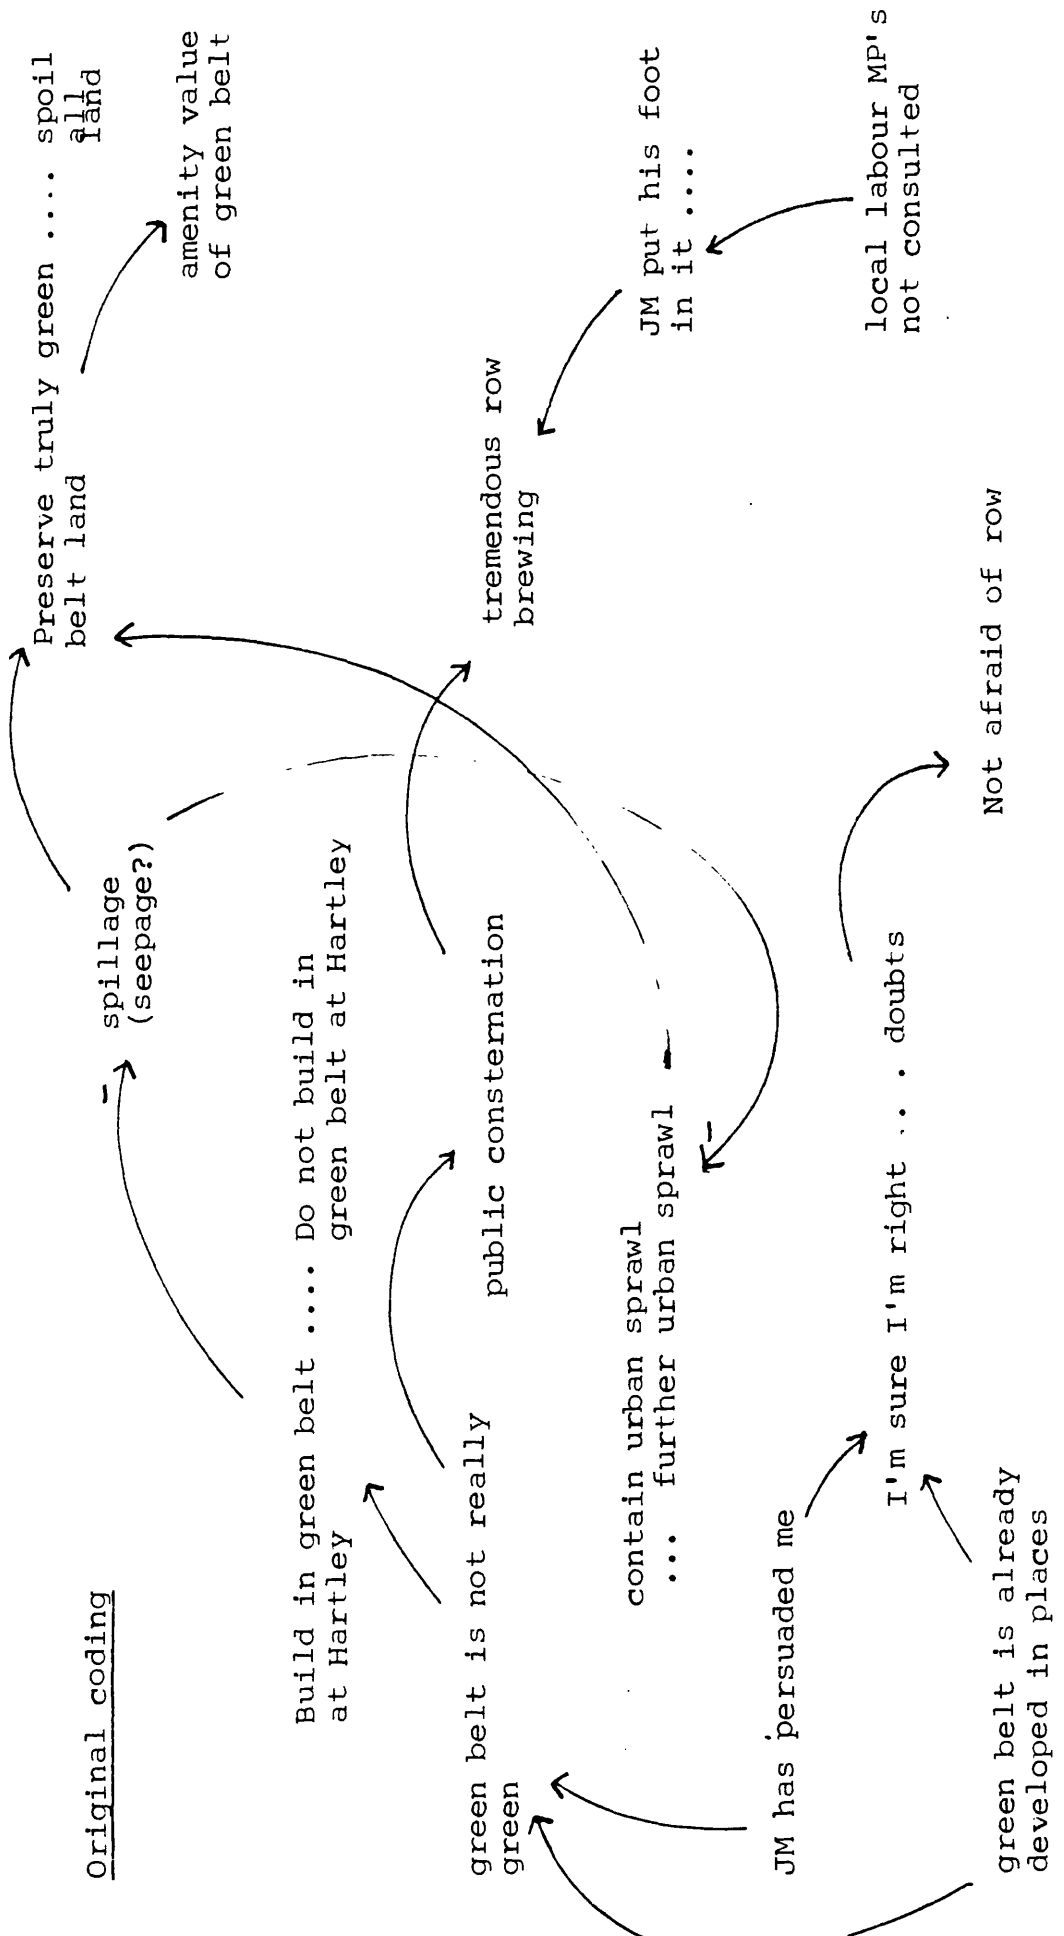 Original coding
Preserve truly green .... spoil
belt land
all
land
amenity value
of green belt
spillage
(seepage?)
Build in green belt .... Do not build in
at Hartley
green belt at Hartley
green belt is not really
green
public consternation
tremendous row
brewing
JM put his foot
in it ....
contain urban sprawl
... further urban sprawl
JM has persuaded me
I'm sure I'm right ... doubts
local labour MP's
not consulted
green belt is already
developed in places
Not afraid of row